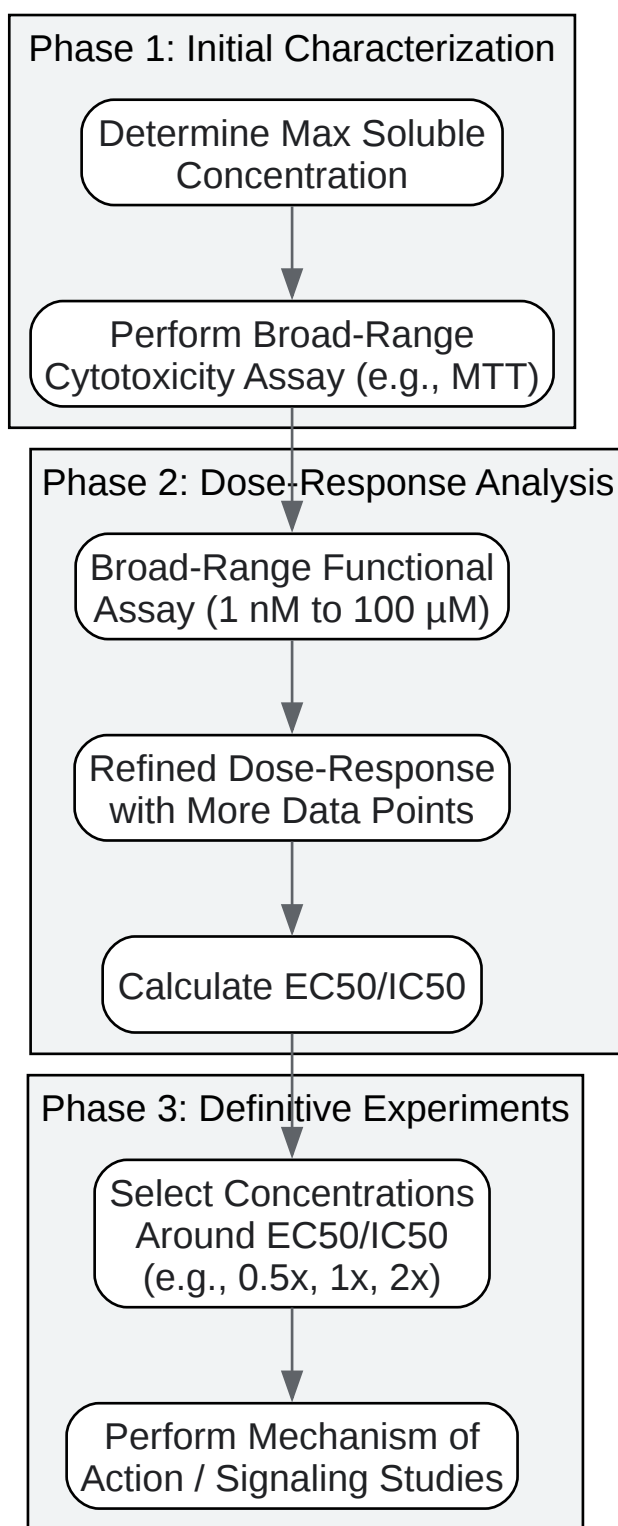 Phase 1: Initial Characterization
Determine Max Soluble
Concentration
Perform Broad-Range
Cytotoxicity Assay (e.g., MTT)
Phase 2: Dose-Response Analysis
Broad-Range Functional
Assay (1 nM to 100 µM)
Refined Dose-Response
with More Data Points
Calculate EC50/IC50
Phase 3: Definitive Experiments
Select Concentrations
Around EC50/IC50
(e.g., 0.5x, 1x, 2x)
Perform Mechanism of
Action / Signaling Studies